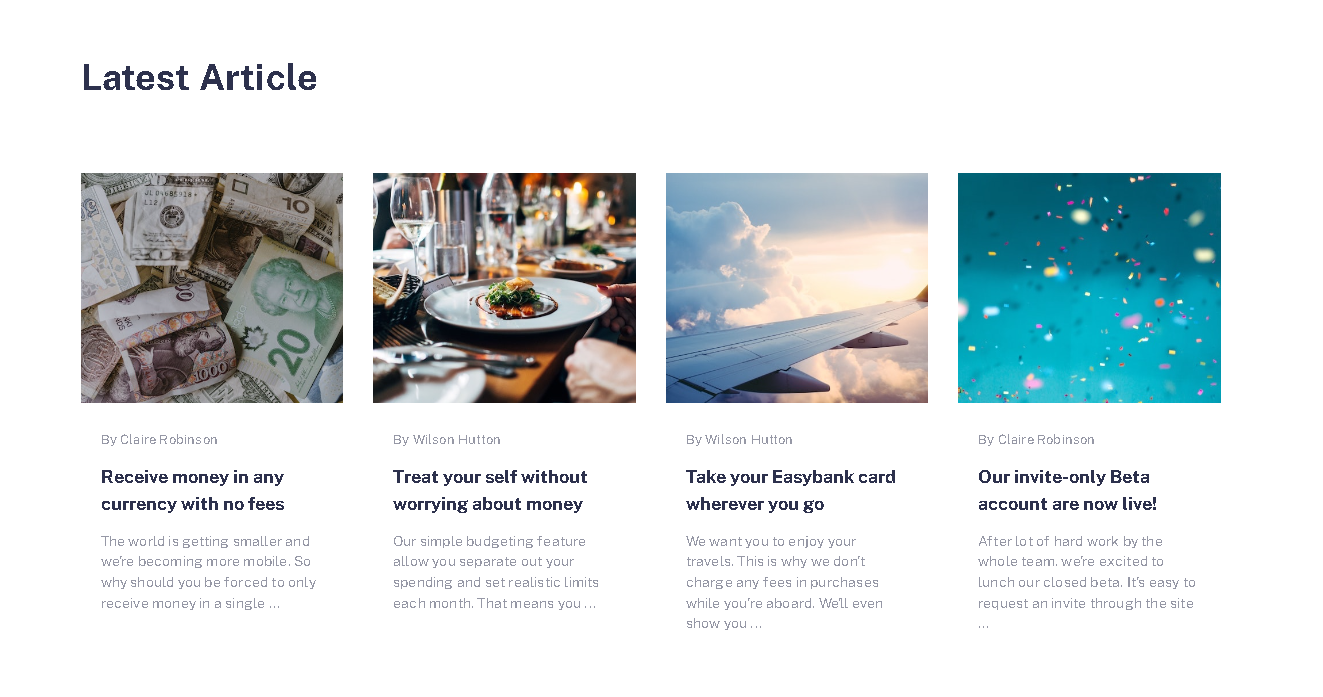 Latest Article
JL 04685918
L12
10
20
1000
By Claire Robinson
Receive money in any
currency with no fees
The world is getting smaller and
we're becoming more mobile. So
why should you be forced to only
receive money in a single ...
By Wilson Hutton
Treat your self without
worrying about money
Our simple budgeting feature
allow you separate out your
spending and set realistic limits
each month. That means you ...
By Wilson Hutton
Take your Easybank card
wherever you go
We want you to enjoy your
travels. This is why we don't
charge any fees in purchases
while you're aboard. We'll even
show you ...
By Claire Robinson
Our invite-only Beta
account are now live!
After lot of hard work by the
whole team. we're excited to
lunch our closed beta. It's easy to
request an invite through the site
...